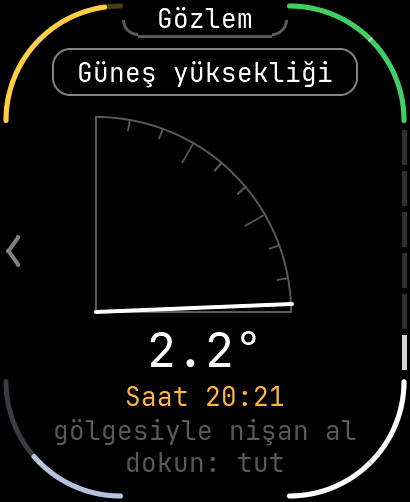 Gözlem
Güneş yüksekliği
2.2°
Saat 20:21
gölgesiyle nişan al
dokun: tut